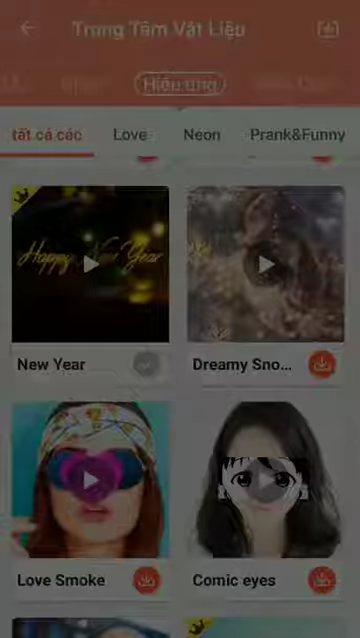 Trung Tâm Vật Liệu
Hiệu ứng
tất cả các
Love
Neon
Prank&Funny
Happy New Year
New Year
Dreamy Sno...
Love Smoke
Comic eyes